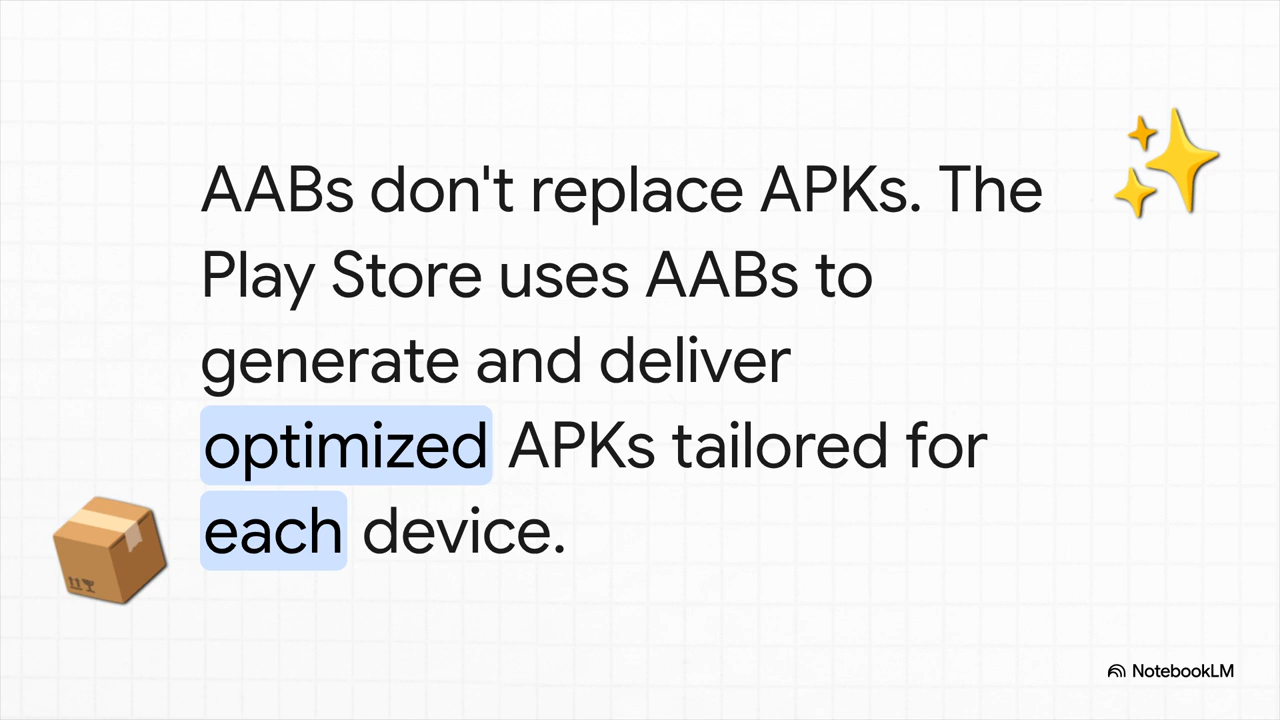 AABs don't replace APKs. The
Play Store uses AABs to
generate and deliver
optimized APKs tailored for
each device.
NotebookLM